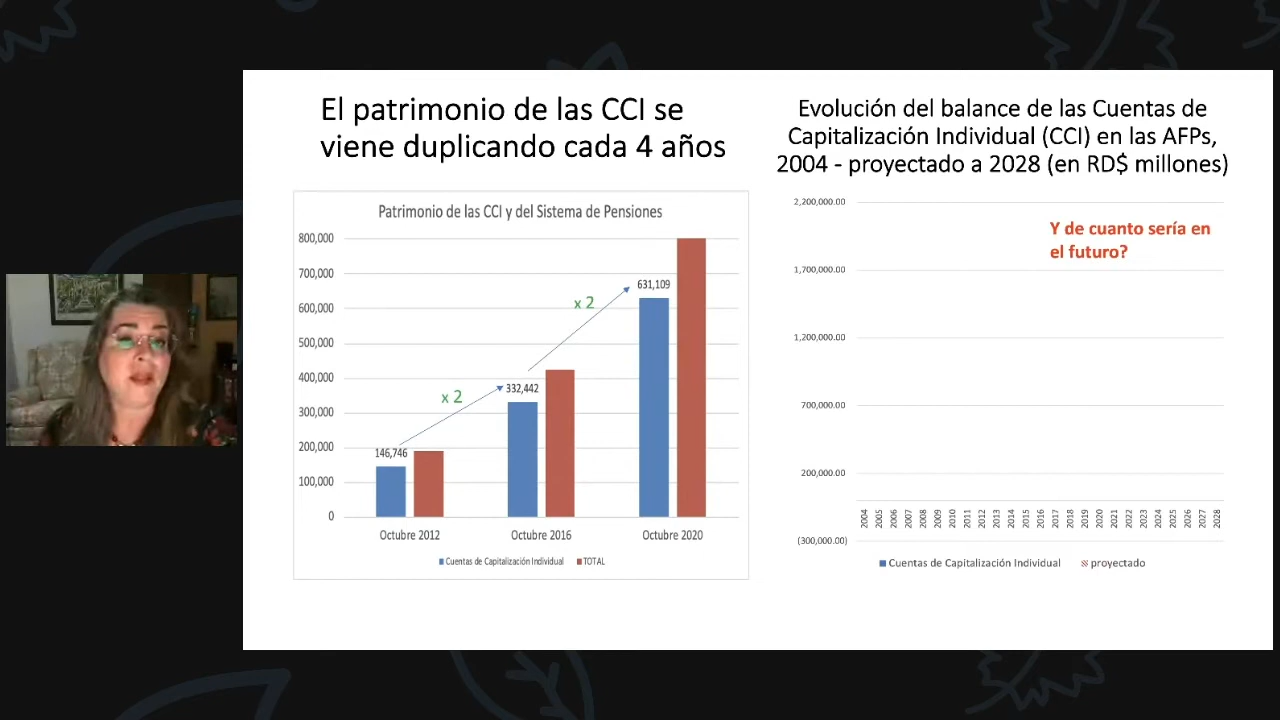 El patrimonio de las CCI se
viene duplicando cada 4 años
Patrimonio de las CCI y del Sistema de Pensiones
800,000
700,000
600,000
500,000
400,000
300,000
200,000
100,000
0
146,746
x 2
332,442
x 2
631,109
Octubre 2012
Octubre 2016
Octubre 2020
Cuentas de Capitalización Individual
TOTAL
Evolución del balance de las Cuentas de
Capitalización Individual (CCI) en las AFPs,
2004 - proyectado a 2028 (en RD$ millones)
2,200,000.00
1,700,000.00
1,200,000.00
700,000.00
200,000.00
(300,000.00)
Y de cuanto sería en
el futuro?
2004
2005
2006
2007
2008
2009
2010
2011
2012
2013
2014
2015
2016
2017
2018
2019
2020
2021
2022
2023
2024
2025
2026
2027
2028
Cuentas de Capitalización Individual
proyectado